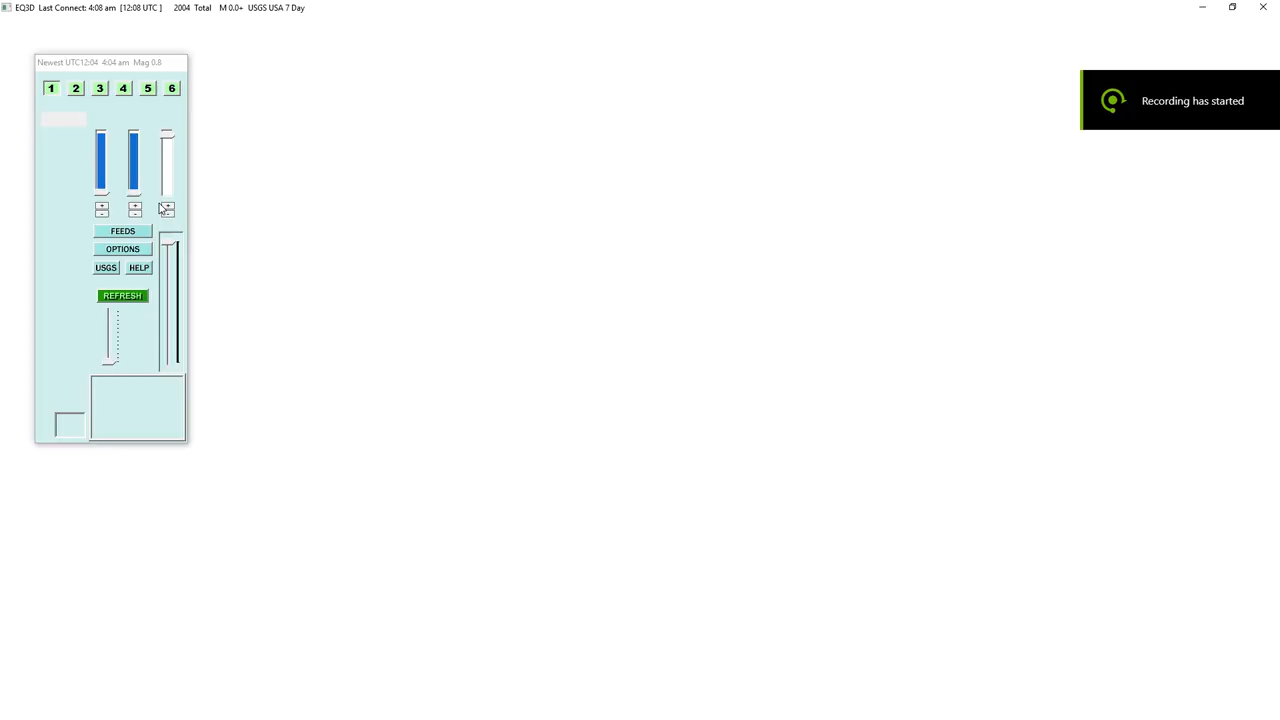 EQ3D Last Connect: 4:08 am [12:08 UTC ] 2004 Total M 0.0+ USGS USA 7 Day
Newest UTC12:04 4:04 am Mag 0.8
1 2 3 4 5 6
Recording has started
+ + +
- - -
FEEDS
OPTIONS
USGS HELP
REFRESH